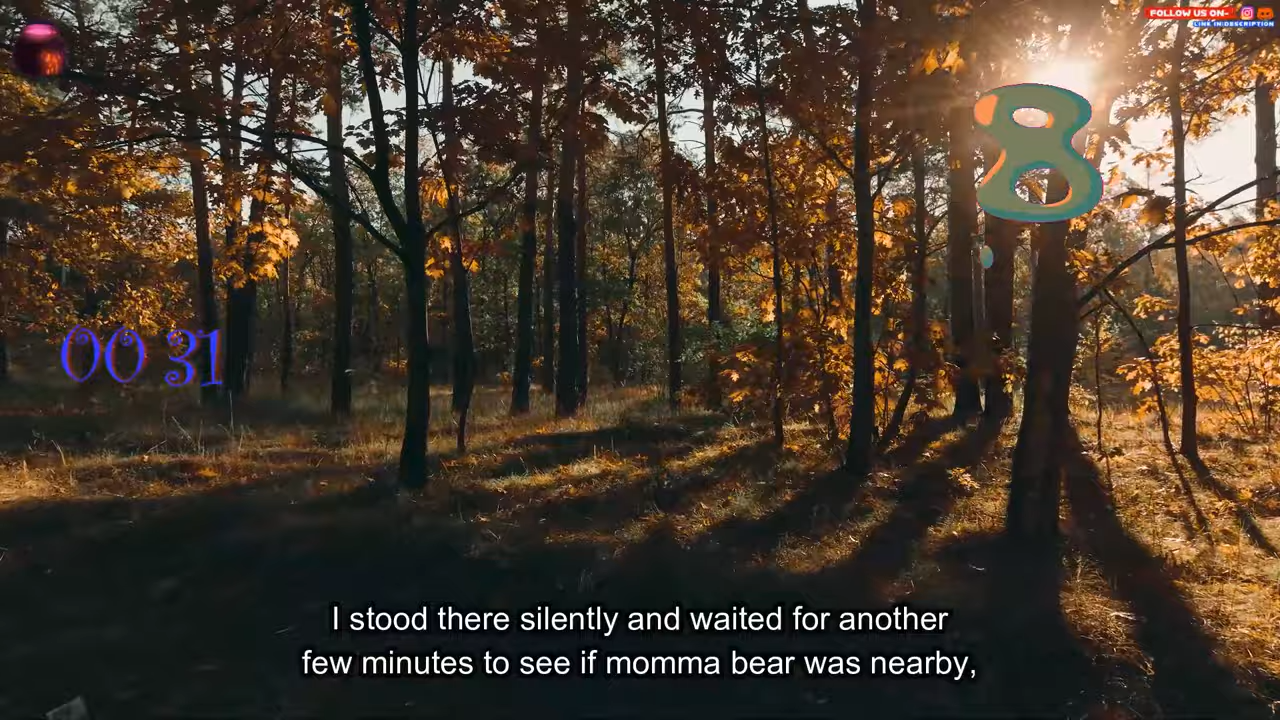 FOLLOW US ON-
LINK IN DESCRIPTION
8
00 31
I stood there silently and waited for another
few minutes to see if momma bear was nearby,